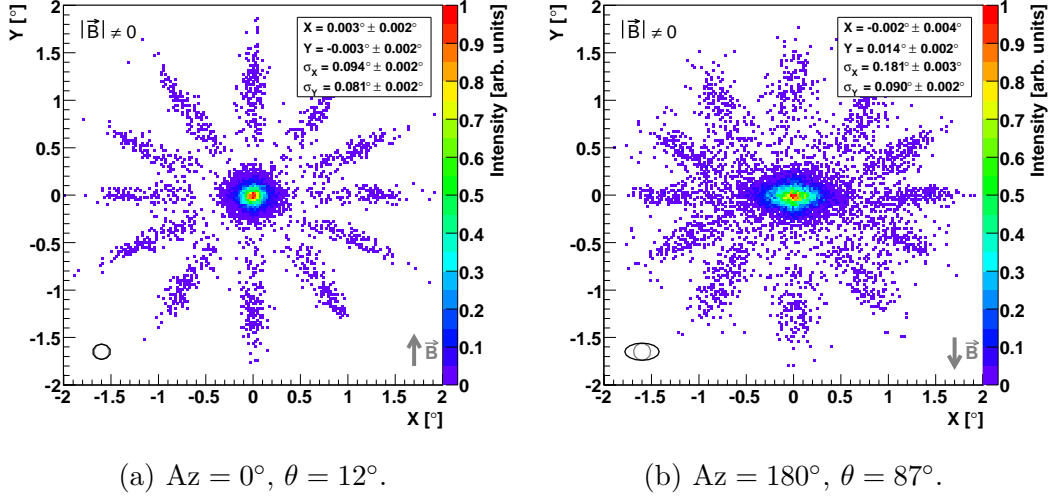 Y [°]
|B⃗| ≠ 0
X = 0.003° ± 0.002°
Y = -0.003° ± 0.002°
σX = 0.094° ± 0.002°
σY = 0.081° ± 0.002°
2
1.5
1
0.5
0
-0.5
-1
-1.5
-2
B⃗
-2 -1.5 -1 -0.5 0 0.5 1 1.5 2
X [°]
1
0.9
0.8
0.7
0.6
0.5
0.4
0.3
0.2
0.1
0
Intensity [arb. units]
(a) Az = 0°, θ = 12°.
Y [°]
|B⃗| ≠ 0
X = -0.002° ± 0.004°
Y = 0.014° ± 0.002°
σX = 0.181° ± 0.003°
σY = 0.090° ± 0.002°
2
1.5
1
0.5
0
-0.5
-1
-1.5
-2
B⃗
-2 -1.5 -1 -0.5 0 0.5 1 1.5 2
X [°]
1
0.9
0.8
0.7
0.6
0.5
0.4
0.3
0.2
0.1
0
Intensity [arb. units]
(b) Az = 180°, θ = 87°.